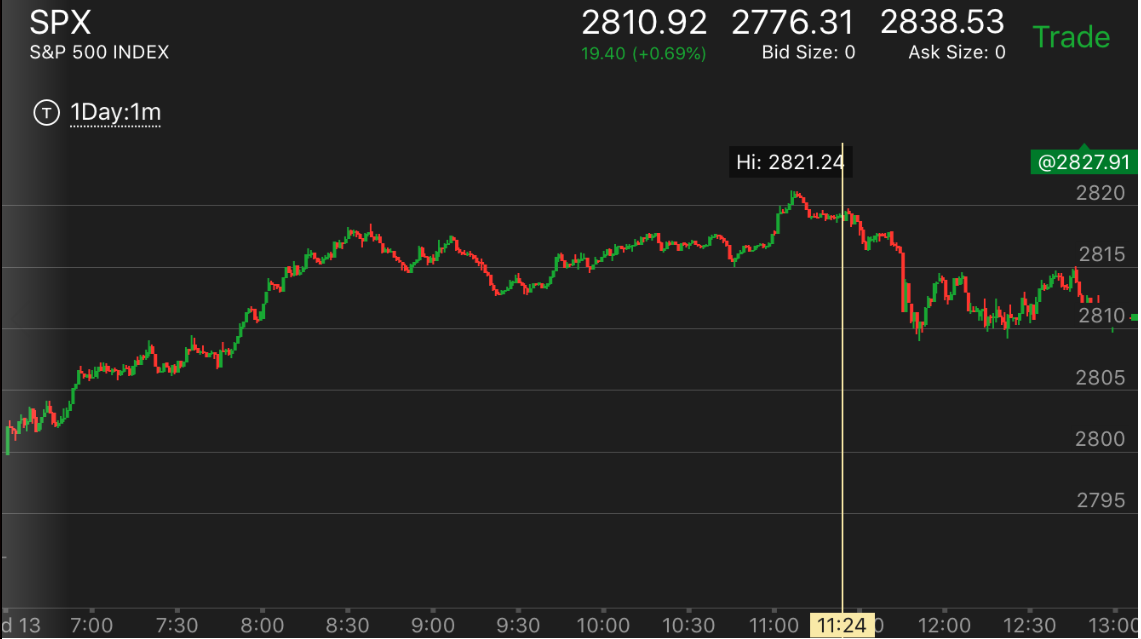 SPX 2810.92 2776.31 2838.53 Trade
S&P 500 INDEX 19.40 (+0.69%) Bid Size: 0 Ask Size: 0
T 1Day:1m
Hi: 2821.24 @2827.91
2820
2815
2810
2805
2800
2795
d 13 7:00 7:30 8:00 8:30 9:00 9:30 10:00 10:30 11:00 11:24 0 12:00 12:30 13:00